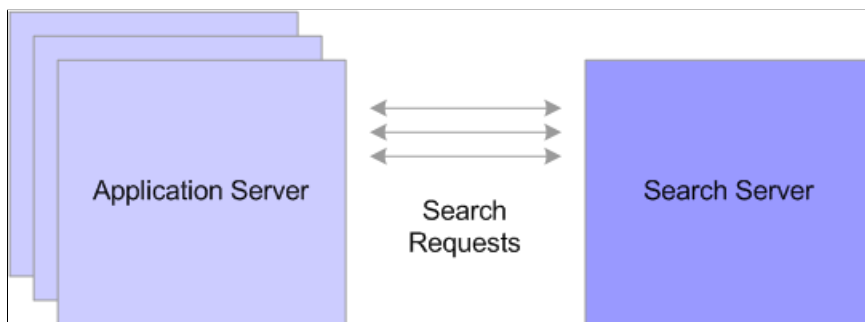 Application Server
Search
Requests
Search Server